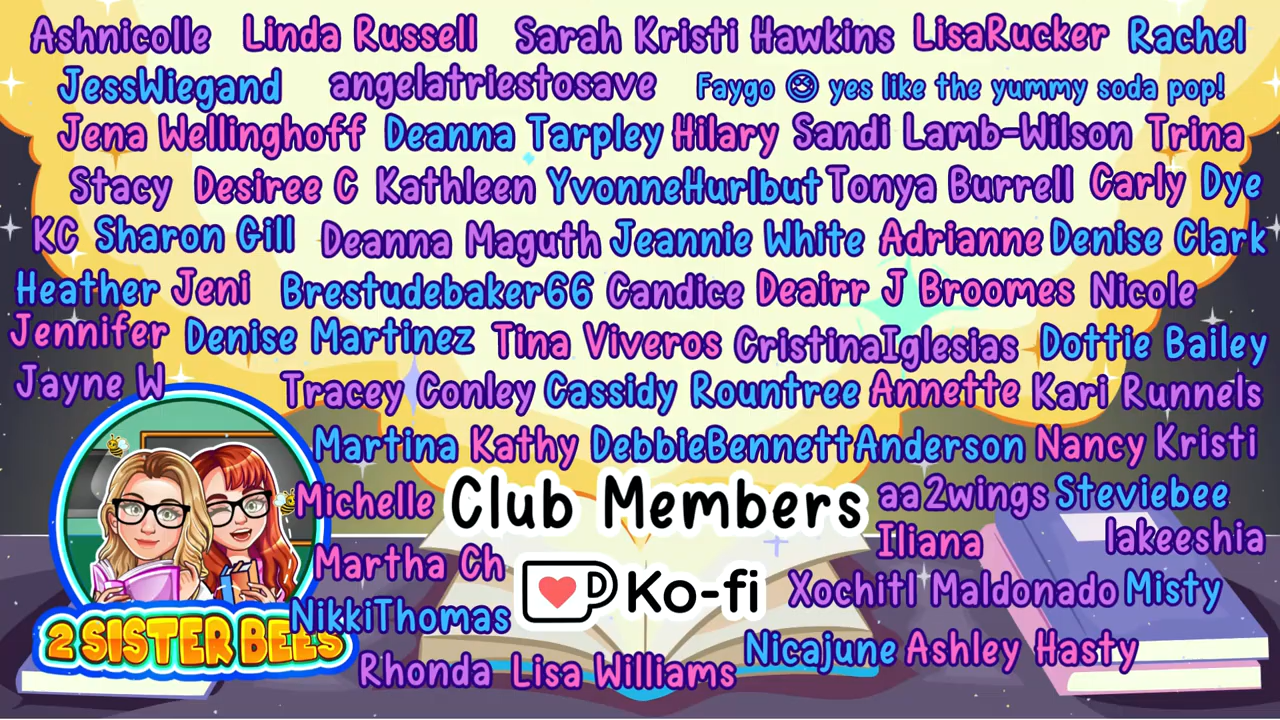 Ashnicolle Linda Russell Sarah Kristi Hawkins LisaRucker Rachel
JessWiegand angelatriestosave Faygo 😆 yes like the yummy soda pop!
Jena Wellinghoff Deanna Tarpley Hilary Sandi Lamb-Wilson Trina
Stacy Desiree C Kathleen YvonneHurlbut Tonya Burrell Carly Dye
KC Sharon Gill Deanna Maguth Jeannie White Adrianne Denise Clark
Heather Jeni Brestudebaker66 Candice Deairr J Broomes Nicole
Jennifer Denise Martinez Tina Viveros CristinaIglesias Dottie Bailey
Jayne W Tracey Conley Cassidy Rountree Annette Kari Runnels
Martina Kathy DebbieBennettAnderson Nancy Kristi
Michelle Club Members aa2wings Steviebee
Iliana lakeeshia
Martha Ch Ko-fi Xochitl Maldonado Misty
NikkiThomas
2 SISTER BEES Nicajune Ashley Hasty
Rhonda Lisa Williams